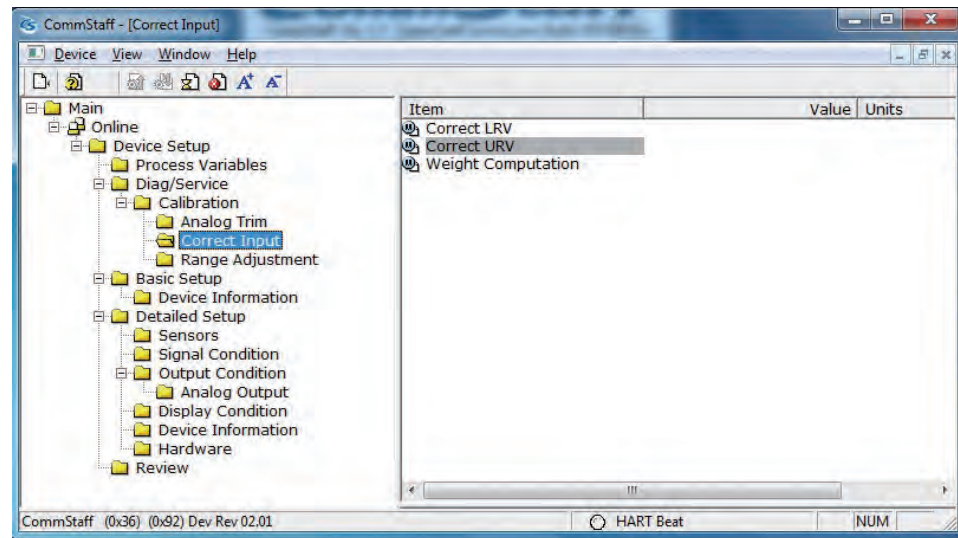 CommStaff - [Correct Input]
Device View Window Help
Main
Online
Device Setup
Process Variables
Diag/Service
Calibration
Analog Trim
Correct Input
Range Adjustment
Basic Setup
Device Information
Detailed Setup
Sensors
Signal Condition
Output Condition
Analog Output
Display Condition
Device Information
Hardware
Review
Item Value Units
Correct LRV
Correct URV
Weight Computation
CommStaff (0x36) (0x92) Dev Rev 02.01 HART Beat NUM